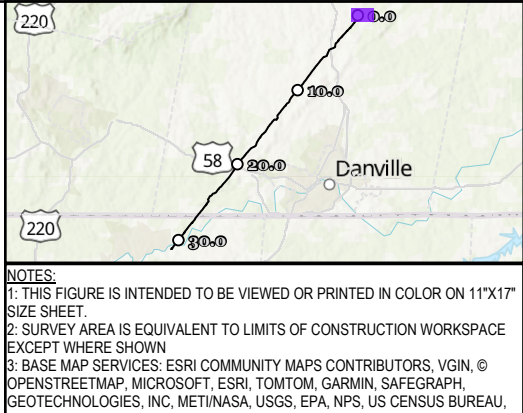 220
0.0
10.0
58
20.0
Danville
220
30.0
NOTES:
1: THIS FIGURE IS INTENDED TO BE VIEWED OR PRINTED IN COLOR ON 11"X17"
SIZE SHEET.
2: SURVEY AREA IS EQUIVALENT TO LIMITS OF CONSTRUCTION WORKSPACE
EXCEPT WHERE SHOWN
3: BASE MAP SERVICES: ESRI COMMUNITY MAPS CONTRIBUTORS, VGIN, ©
OPENSTREETMAP, MICROSOFT, ESRI, TOMTOM, GARMIN, SAFEGRAPH,
GEOTECHNOLOGIES, INC, METI/NASA, USGS, EPA, NPS, US CENSUS BUREAU,